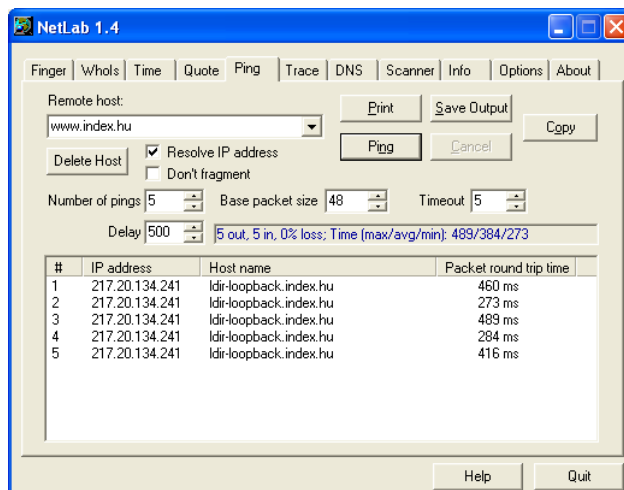 NetLab 1.4
Finger WhoIs Time Quote Ping Trace DNS Scanner Info Options About
Remote host:
Print Save Output
www.index.hu
Copy
Delete Host Resolve IP address Ping Cancel
Don't fragment
Number of pings 5 Base packet size 48 Timeout 5
Delay 500 5 out, 5 in, 0% loss; Time (max/avg/min): 489/384/273
# IP address Host name Packet round trip time
1 217.20.134.241 ldir-loopback.index.hu 460 ms
2 217.20.134.241 ldir-loopback.index.hu 273 ms
3 217.20.134.241 ldir-loopback.index.hu 489 ms
4 217.20.134.241 ldir-loopback.index.hu 284 ms
5 217.20.134.241 ldir-loopback.index.hu 416 ms
Help Quit